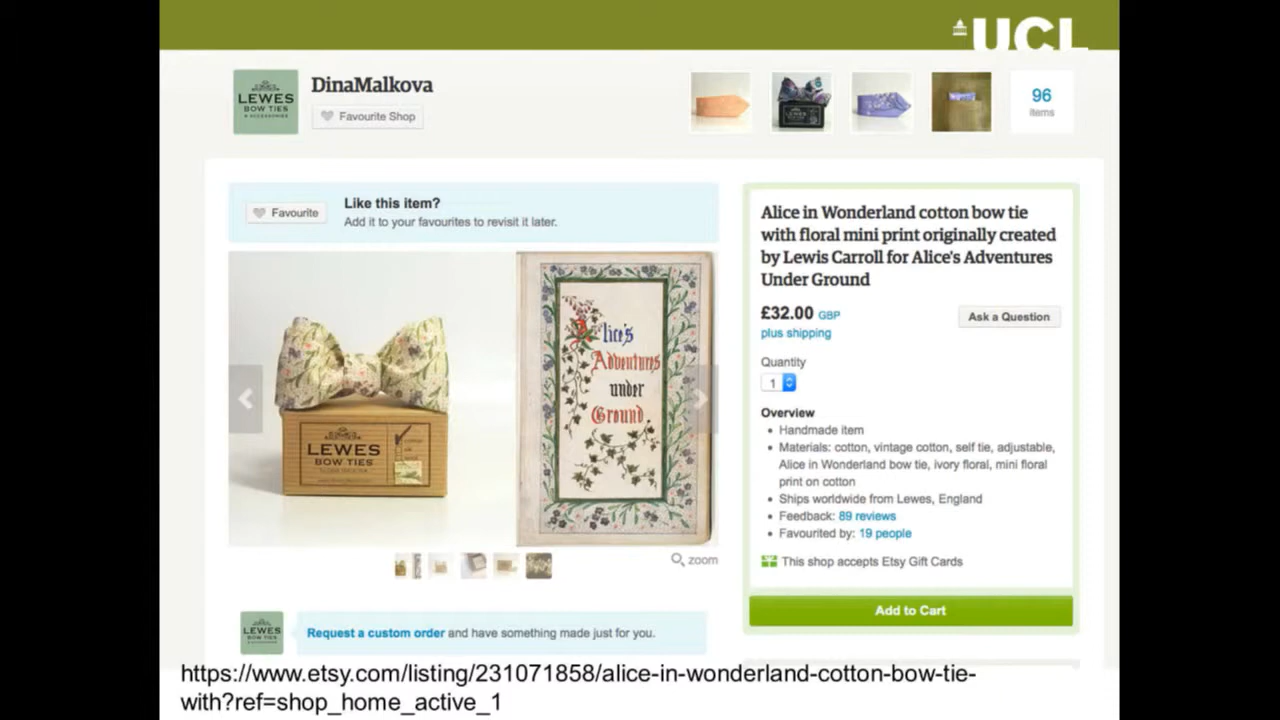 UCL
LEWES
BOW TIES
& ACCESSORIES
DinaMalkova
Favourite Shop
96
items
Favourite
Like this item?
Add it to your favourites to revisit it later.
LEWES
BOW TIES
Alice's
Adventures
under
Ground
zoom
Alice in Wonderland cotton bow tie
with floral mini print originally created
by Lewis Carroll for Alice's Adventures
Under Ground
£32.00 GBP
plus shipping
Ask a Question
Quantity
1
Overview
• Handmade item
• Materials: cotton, vintage cotton, self tie, adjustable,
Alice in Wonderland bow tie, ivory floral, mini floral
print on cotton
• Ships worldwide from Lewes, England
• Feedback: 89 reviews
• Favourited by: 19 people
This shop accepts Etsy Gift Cards
Add to Cart
LEWES
Request a custom order and have something made just for you.
https://www.etsy.com/listing/231071858/alice-in-wonderland-cotton-bow-tie-
with?ref=shop_home_active_1